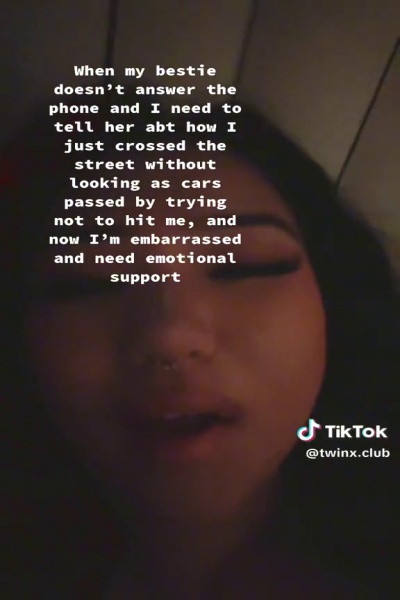 When my bestie
doesn’t answer the
phone and I need to
tell her abt how I
just crossed the
street without
looking as cars
passed by trying
not to hit me, and
now I’m embarrassed
and need emotional
support
TikTok
@twinx.club